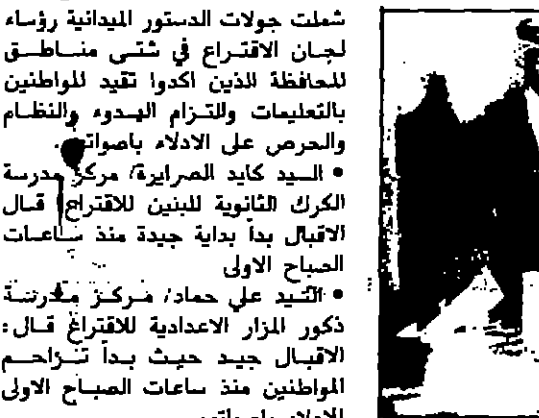 شملت جولات الدستور الميدانية رؤساء
لجان الاقتراع في شتى مناطق
المحافظة الذين اكدوا تقيد المواطنين
بالتعليمات والتزام الهدوء والنظام
والحرص على الادلاء باصواتهم.
• السيد كايد الصرايرة/ مركز مدرسة
الكرك الثانوية للبنين للاقتراع قال
الاقبال بدأ بداية جيدة منذ ساعات
الصباح الاولى
• السيد علي حماد/ مركز مدرسة
ذكور المزار الاعدادية للاقتراع قال:
الاقبال جيد حيث بدأ تزاحم
المواطنين منذ ساعات الصباح الاولى